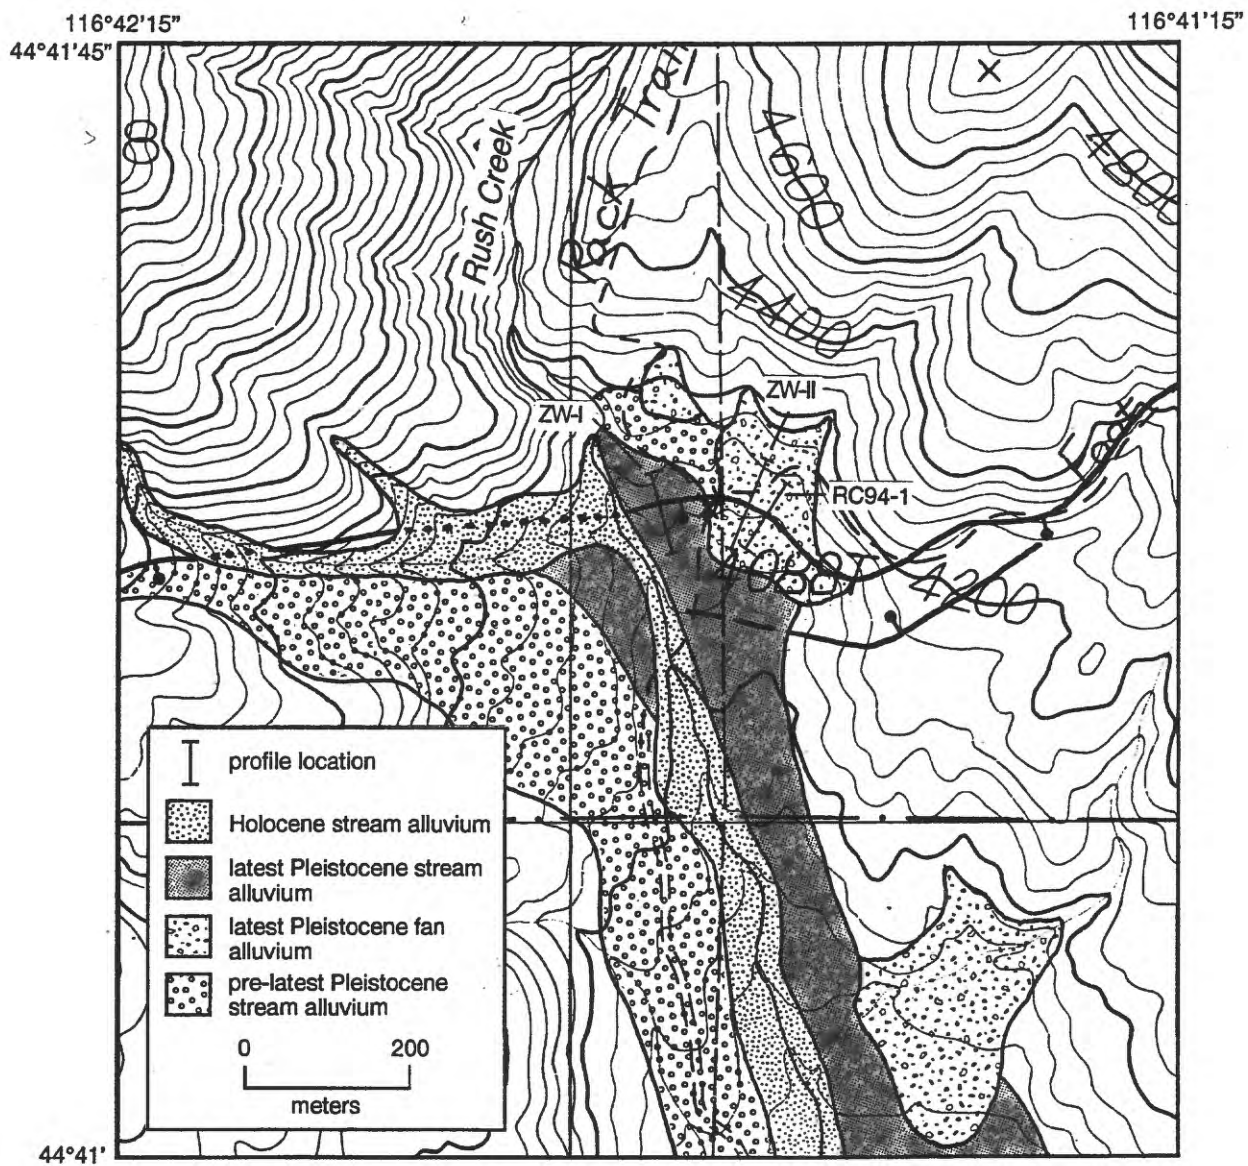 116°42'15"
116°41'15"
44°41'45"
Rush Creek
Pack Trail
4600
4800
4400
ZW-I
ZW-II
RC94-1
4200
profile location
Holocene stream alluvium
latest Pleistocene stream
alluvium
latest Pleistocene fan
alluvium
pre-latest Pleistocene
stream alluvium
0 200
meters
44°41'